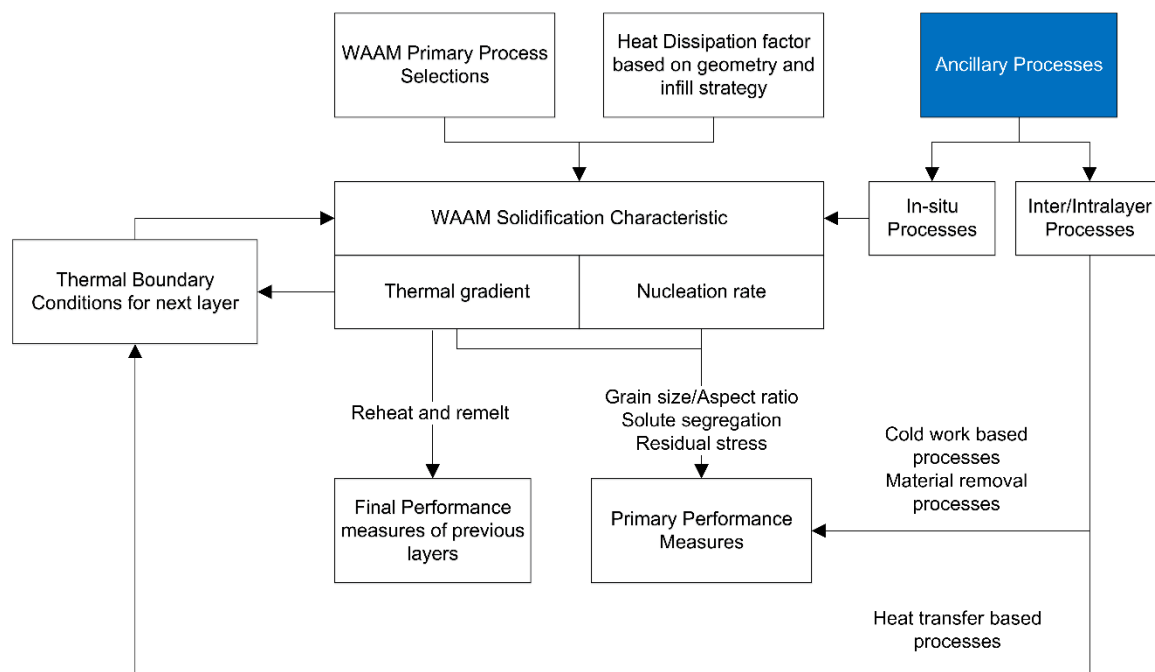 WAAM Primary Process
Selections
Heat Dissipation factor
based on geometry and
infill strategy
Ancillary Processes
WAAM Solidification Characteristic
In-situ
Processes
Inter/Intralayer
Processes
Thermal Boundary
Conditions for next layer
Thermal gradient
Nucleation rate
Reheat and remelt
Grain size/Aspect ratio
Solute segregation
Residual stress
Cold work based
processes
Material removal
processes
Final Performance
measures of previous
layers
Primary Performance
Measures
Heat transfer based
processes